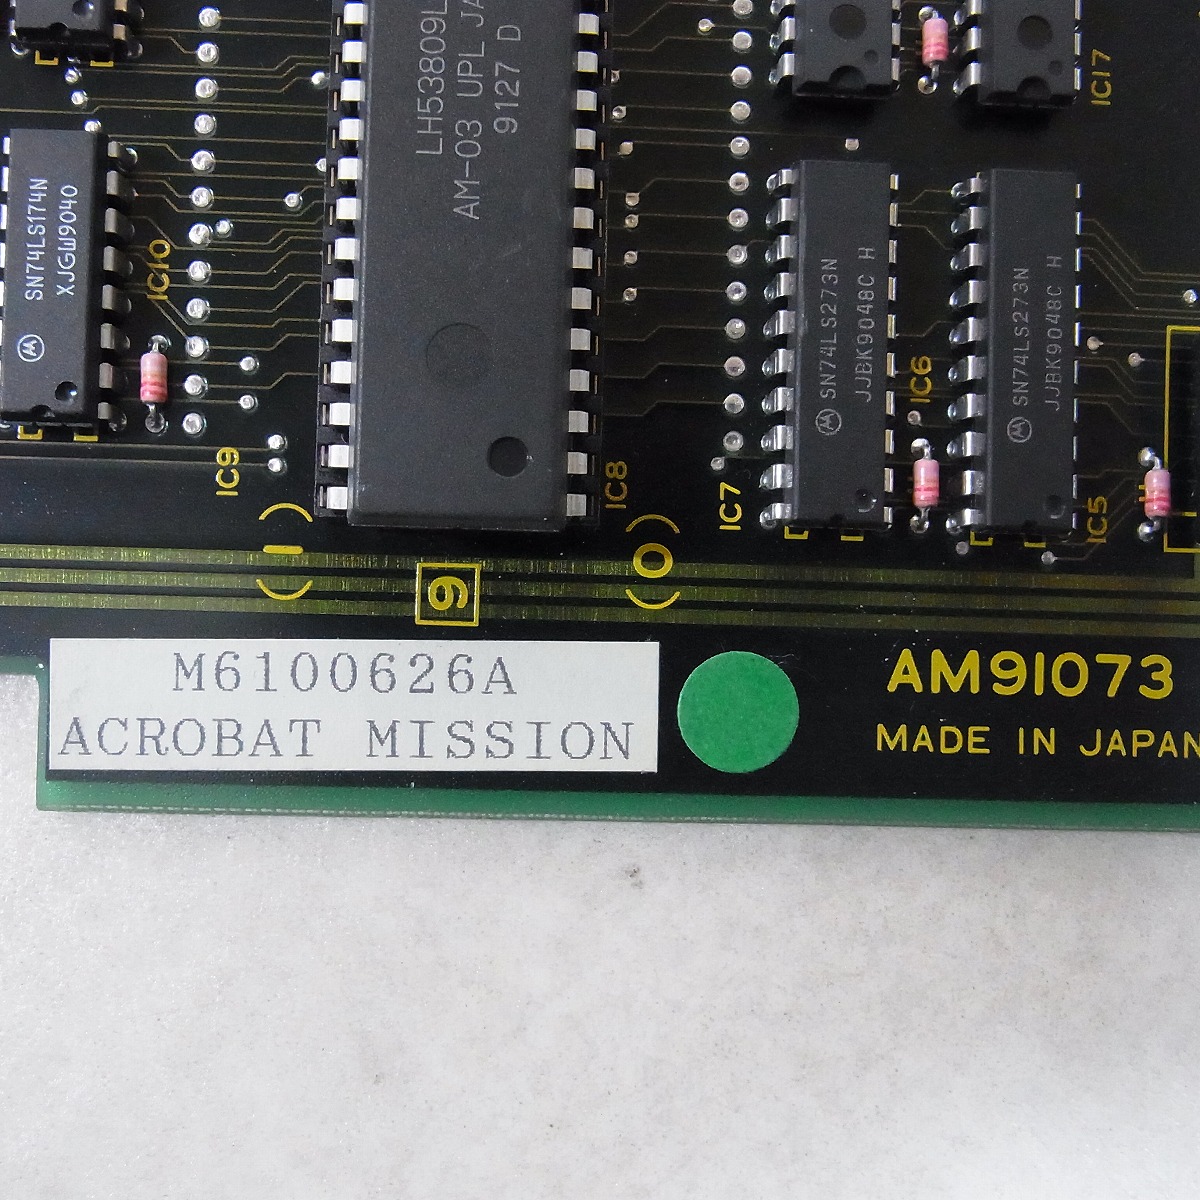 LH53809L
AM-03 UPL JA
9127 D
IC17
SN74LS174N
XJGW9040
IC10
SN74LS273N
JJBK9048C H
IC6
SN74LS273N
JJBK9048C H
IC9
IC8
IC7
IC5
( I )
9
( O )
M6100626A
ACROBAT MISSION
AM91073
MADE IN JAPAN